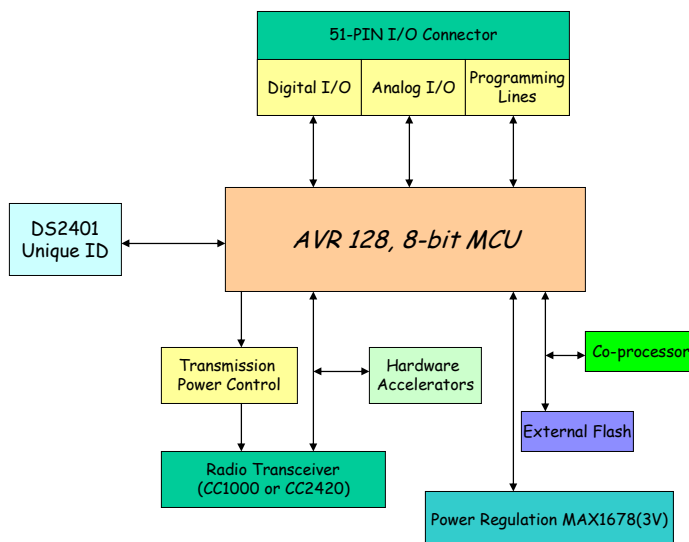 51-PIN I/O Connector
Digital I/O
Analog I/O
Programming
Lines
DS2401
Unique ID
AVR 128, 8-bit MCU
Transmission
Power Control
Hardware
Accelerators
Co-processor
External Flash
Radio Transceiver
(CC1000 or CC2420)
Power Regulation MAX1678(3V)